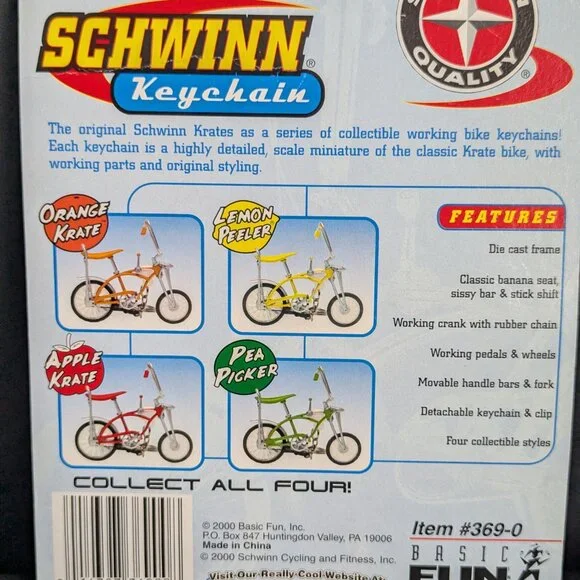 SCHWINN®
Keychain
QUALITY®
The original Schwinn Krates as a series of collectible working bike keychains!
Each keychain is a highly detailed, scale miniature of the classic Krate bike, with
working parts and original styling.
ORANGE
KRATE
LEMON
PEELER
APPLE
KRATE
PEA
PICKER
FEATURES
Die cast frame
Classic banana seat,
sissy bar & stick shift
Working crank with rubber chain
Working pedals & wheels
Movable handle bars & fork
Detachable keychain & clip
Four collectible styles
COLLECT ALL FOUR!
© 2000 Basic Fun, Inc.
P.O. Box 847 Huntingdon Valley, PA 19006
Made in China
© 2000 Schwinn Cycling and Fitness, Inc.
Visit Our Really Cool Website At
Item #369-0
BASIC
FUN